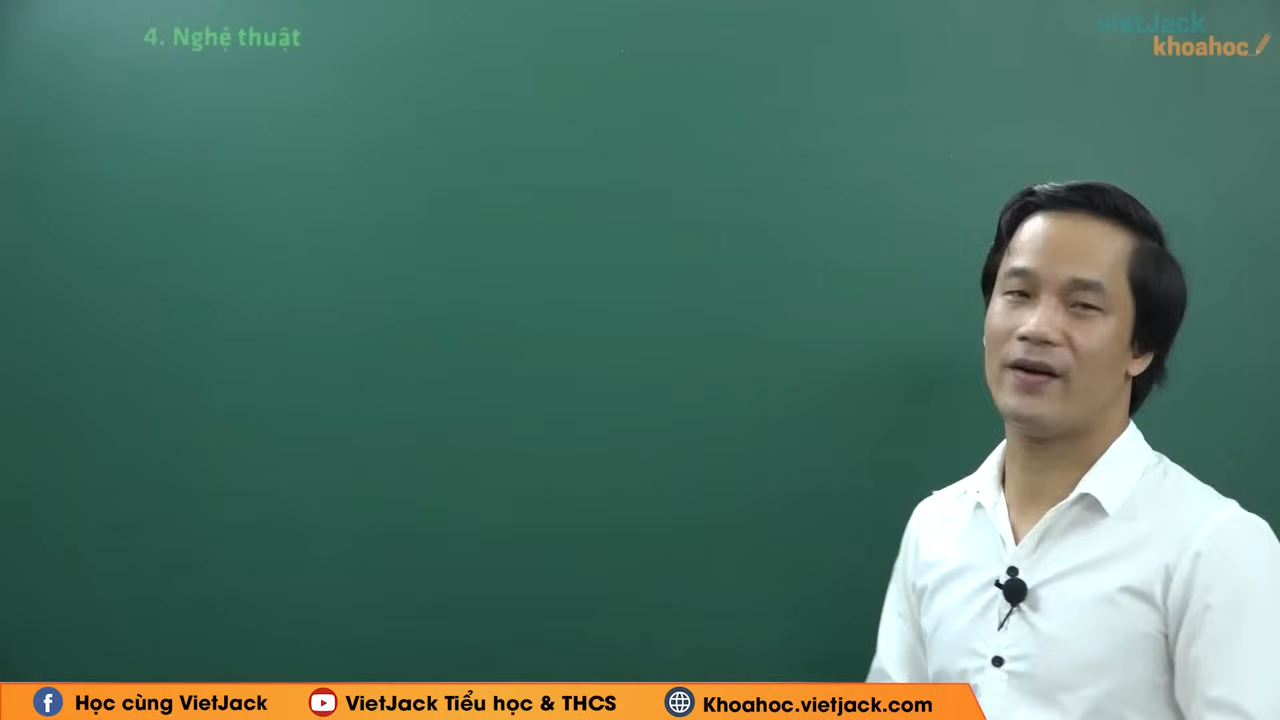 4. Nghệ thuật
vietJack
khoahoc
Học cùng VietJack
VietJack Tiểu học & THCS
Khoahoc.vietjack.com